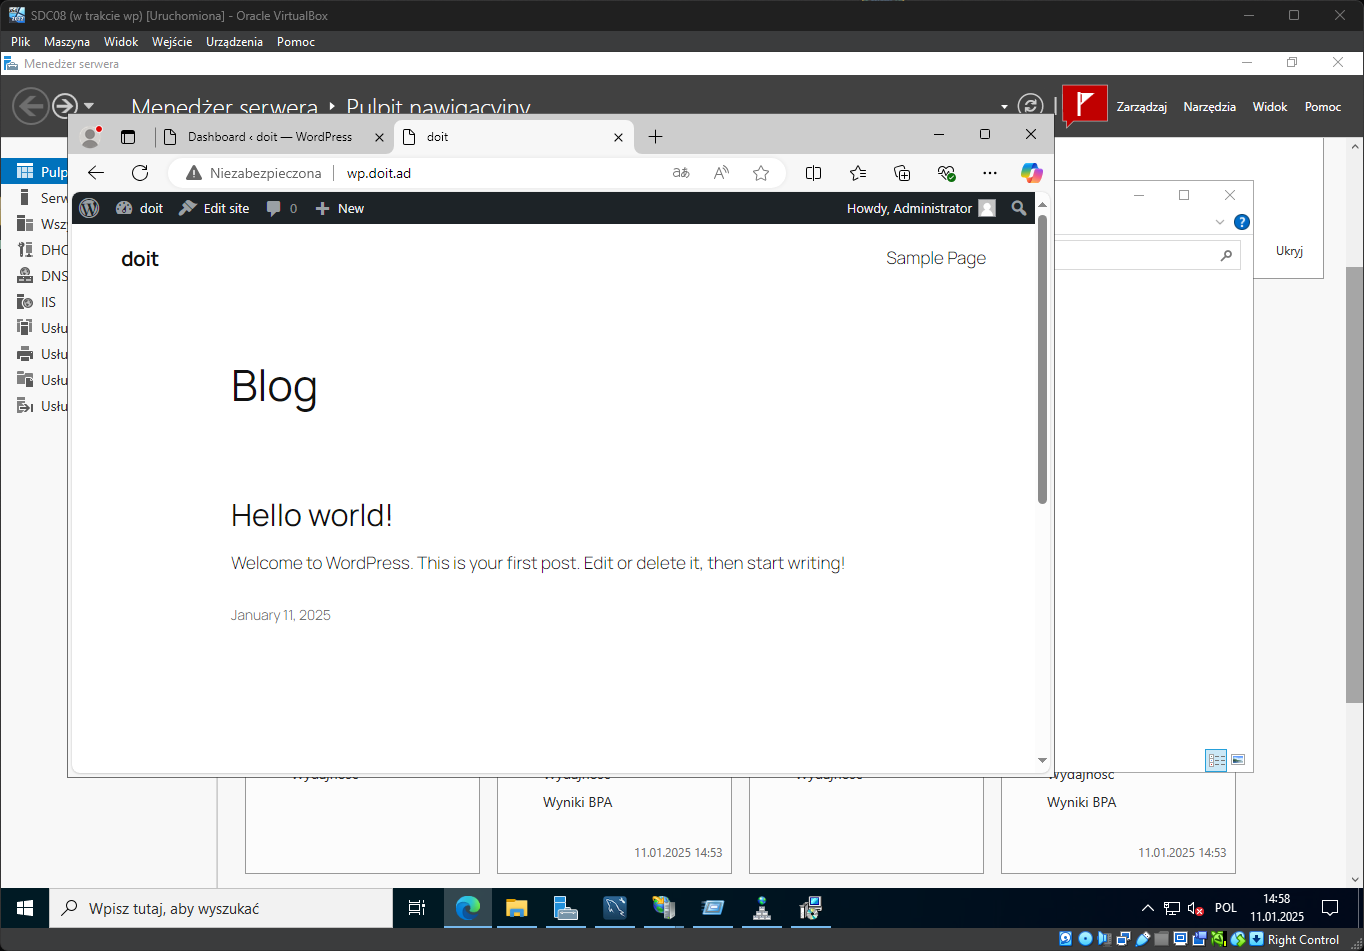 SDC08 (w trakcie wp) [Uruchomiona] - Oracle VirtualBox
Plik Maszyna Widok Wejście Urządzenia Pomoc
Menedżer serwera
Menedżer serwera Pulpit nawigacyjny
Zarządzaj Narzędzia Widok Pomoc
Dashboard ‹ doit — WordPress
doit
Niezabezpieczona wp.doit.ad
doit Edit site 0 New Howdy, Administrator
doit Sample Page
Blog
Hello world!
Welcome to WordPress. This is your first post. Edit or delete it, then start writing!
January 11, 2025
Pulp
Serw
Wszy
DHC
DNS
IIS
Usłu
Usłu
Usłu
Usłu
Ukryj
Wydajność Wydajność Wydajność Wydajność
Wyniki BPA Wyniki BPA
11.01.2025 14:53 11.01.2025 14:53
Wpisz tutaj, aby wyszukać
POL
14:58
11.01.2025
Right Control